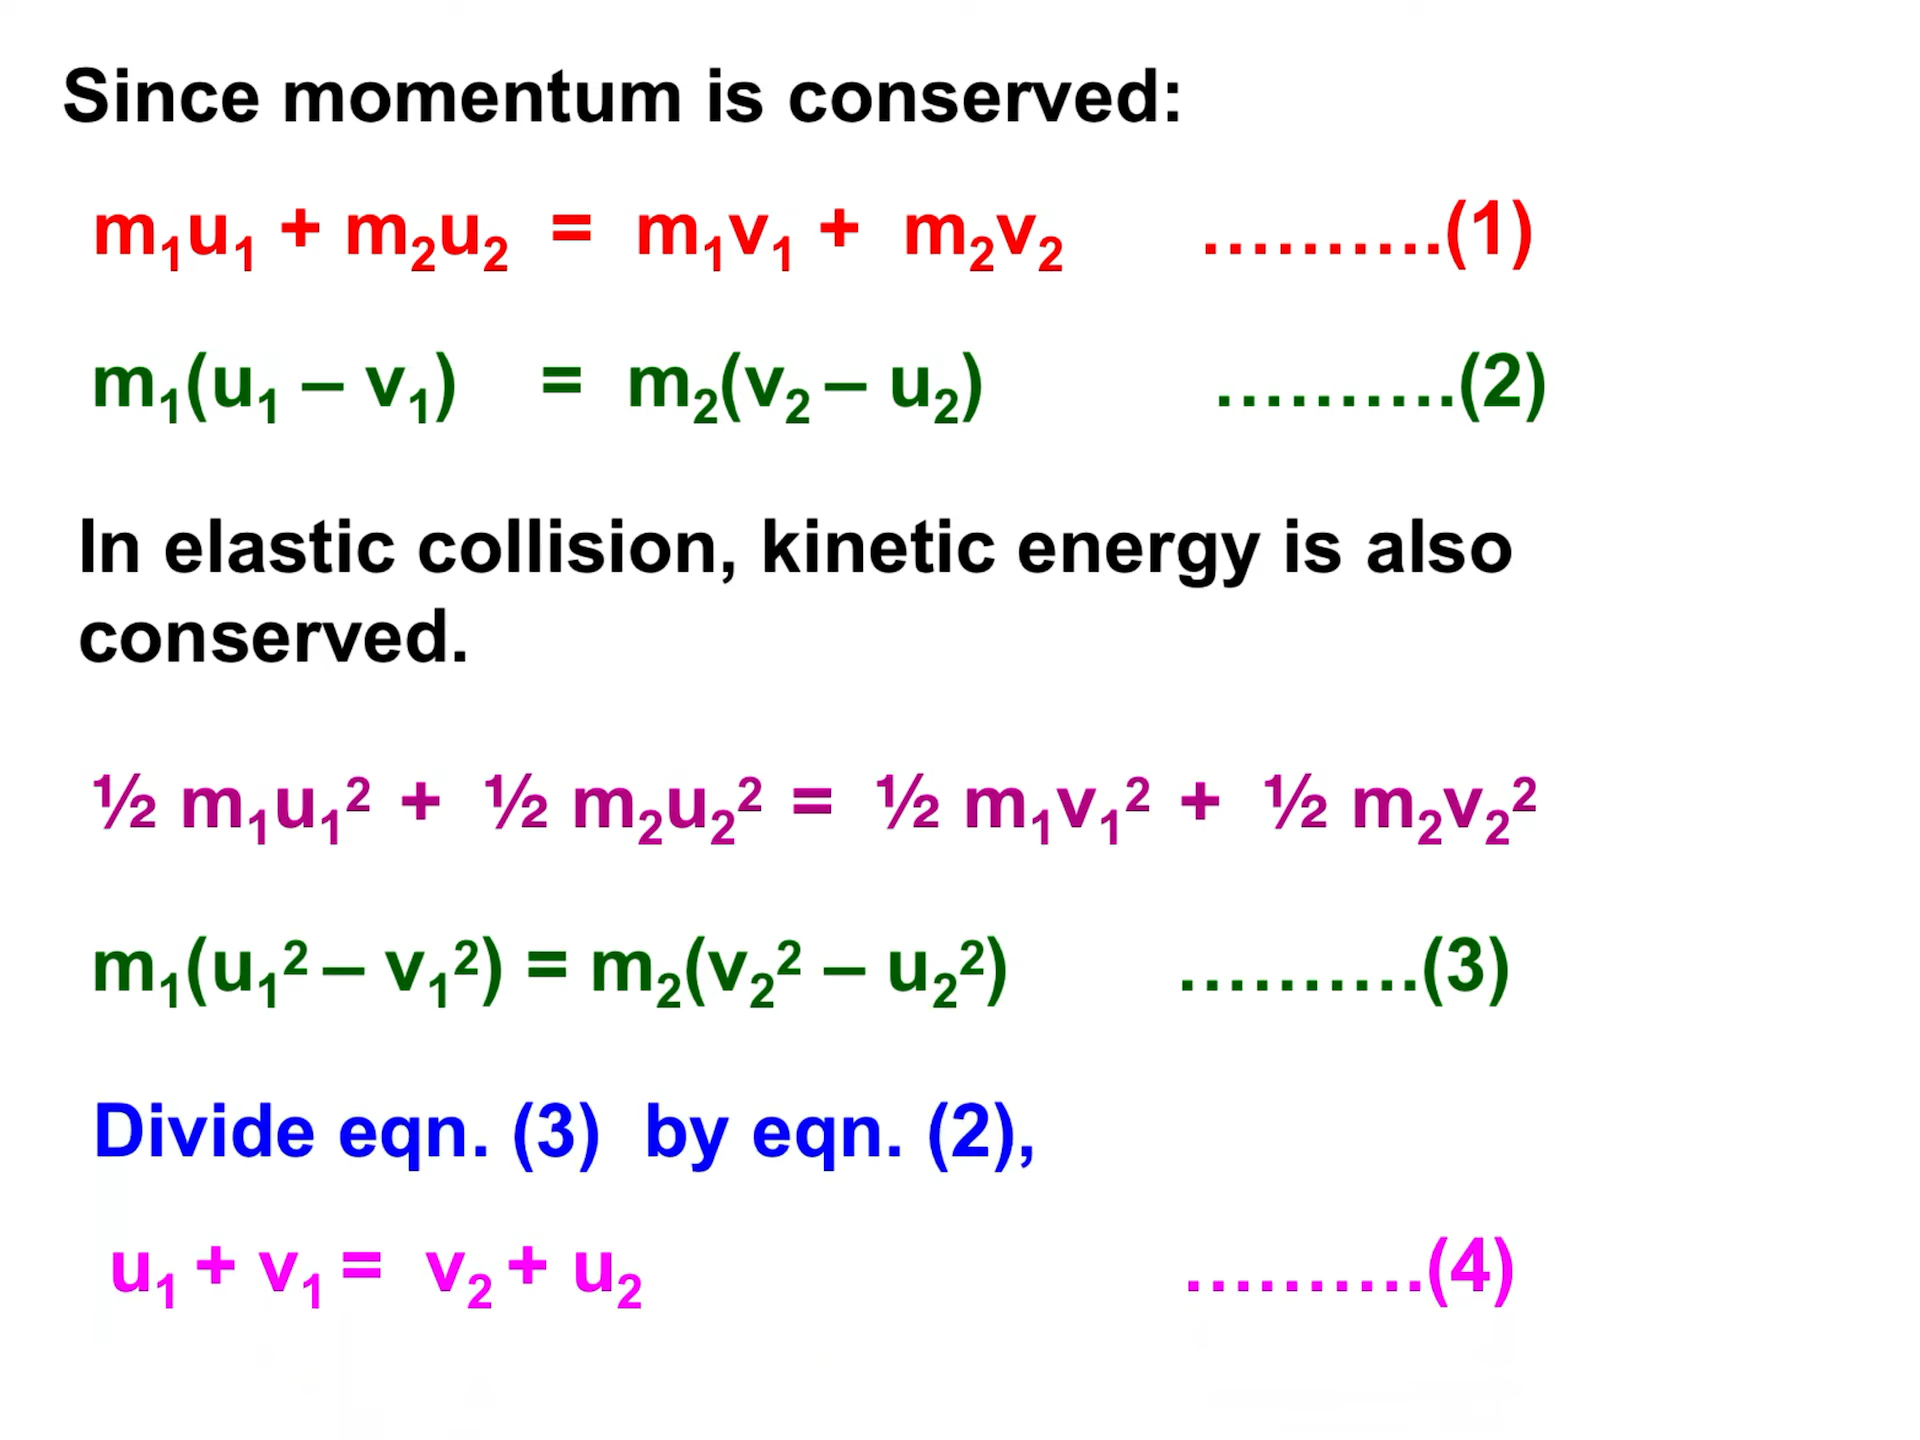 Since momentum is conserved:
m₁u₁ + m₂u₂ = m₁v₁ + m₂v₂ ……….(1)
m₁(u₁ – v₁) = m₂(v₂ – u₂) ……….(2)
In elastic collision, kinetic energy is also
conserved.
½ m₁u₁² + ½ m₂u₂² = ½ m₁v₁² + ½ m₂v₂²
m₁(u₁² – v₁²) = m₂(v₂² – u₂²) ……….(3)
Divide eqn. (3) by eqn. (2),
u₁ + v₁ = v₂ + u₂ ……….(4)